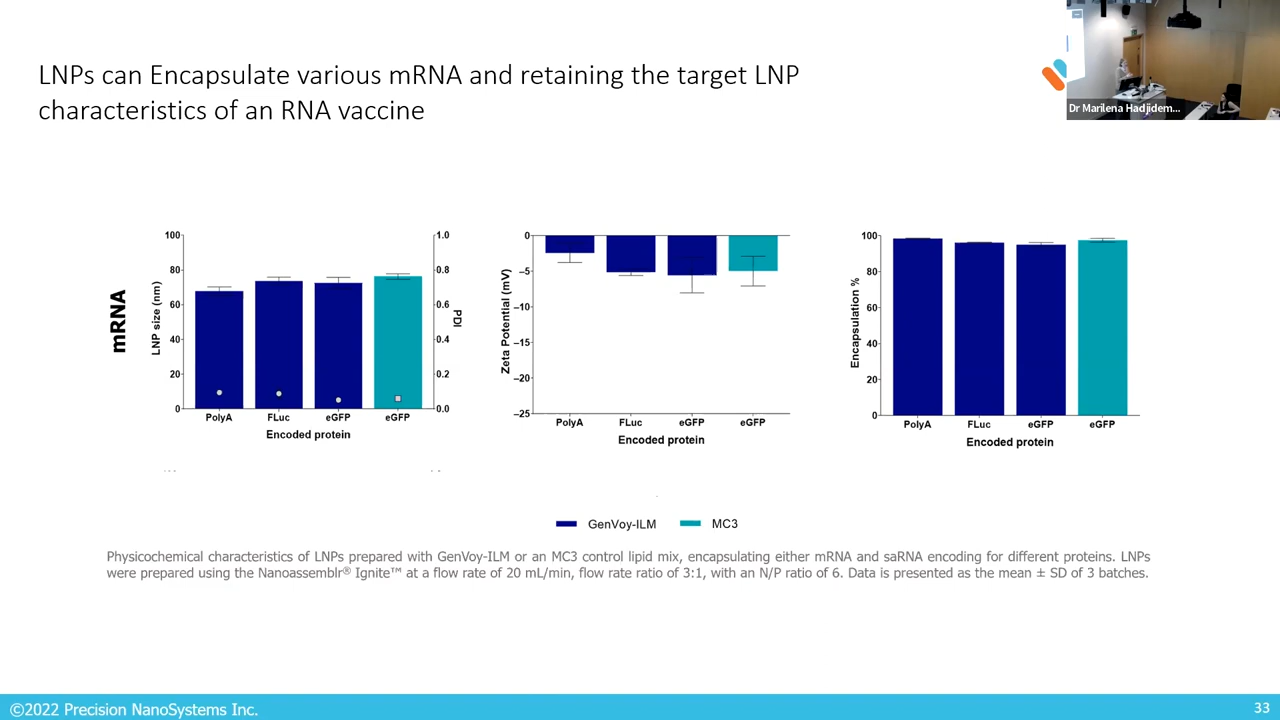 LNPs can Encapsulate various mRNA and retaining the target LNP
characteristics of an RNA vaccine
Dr Marilena Hadjidem...
mRNA
LNP size (nm)
100
80
60
40
20
0
PDI
1.0
0.8
0.6
0.4
0.2
0.0
PolyA FLuc eGFP eGFP
Encoded protein
Zeta Potential (mV)
0
−5
−10
−15
−20
−25
PolyA FLuc eGFP eGFP
Encoded protein
Encapsulation %
100
80
60
40
20
0
PolyA FLuc eGFP eGFP
Encoded protein
GenVoy-ILM MC3
Physicochemical characteristics of LNPs prepared with GenVoy-ILM or an MC3 control lipid mix, encapsulating either mRNA and saRNA encoding for different proteins. LNPs
were prepared using the Nanoassemblr® Ignite™ at a flow rate of 20 mL/min, flow rate ratio of 3:1, with an N/P ratio of 6. Data is presented as the mean ± SD of 3 batches.
©2022 Precision NanoSystems Inc.
33